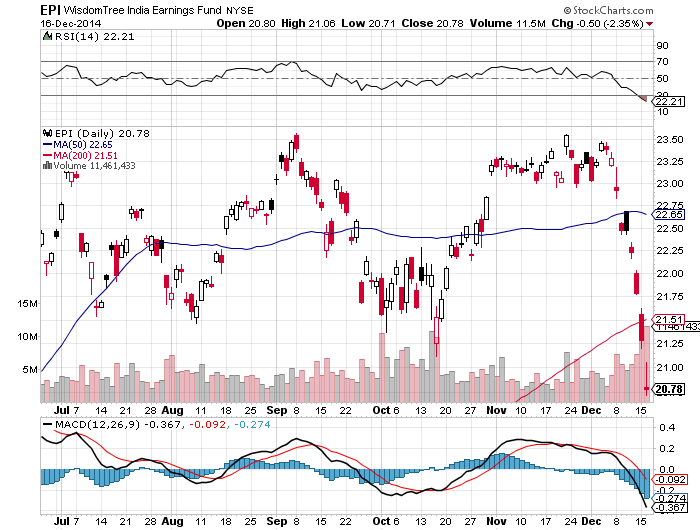 EPI WisdomTree India Earnings Fund NYSE © StockCharts.com
16-Dec-2014 Open 20.80 High 21.06 Low 20.71 Close 20.78 Volume 11.5M Chg -0.50 (-2.35%)
RSI(14) 22.21
90
70
50
30
22.21
EPI (Daily) 20.78
MA(50) 22.65
MA(200) 21.51
Volume 11,461,433
23.50
23.25
23.00
22.75
22.65
22.50
22.25
22.00
21.75
21.51
11461433
21.25
21.00
20.78
15M
10M
5M
Jul 7 14 21 28 Aug 11 18 25 Sep 8 15 22 Oct 6 13 20 27 Nov 10 17 24 Dec 8 15
MACD(12,26,9) -0.367, -0.092, -0.274
0.4
0.2
0.0
-0.092
-0.274
-0.367
Jul 7 14 21 28 Aug 11 18 25 Sep 8 15 22 Oct 6 13 20 27 Nov 10 17 24 Dec 8 15